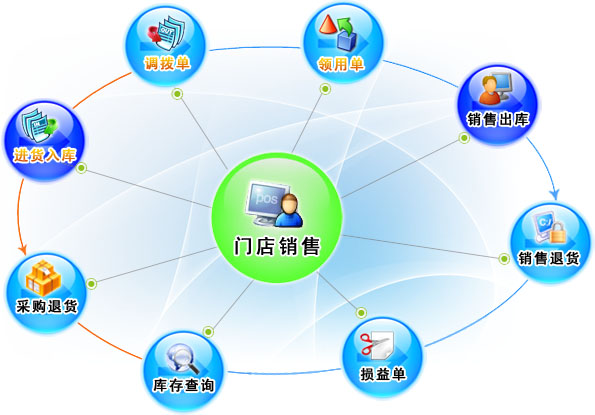 调拨单
领用单
销售出库
进货入库
pos
门店销售
采购退货
销售退货
库存查询
损益单